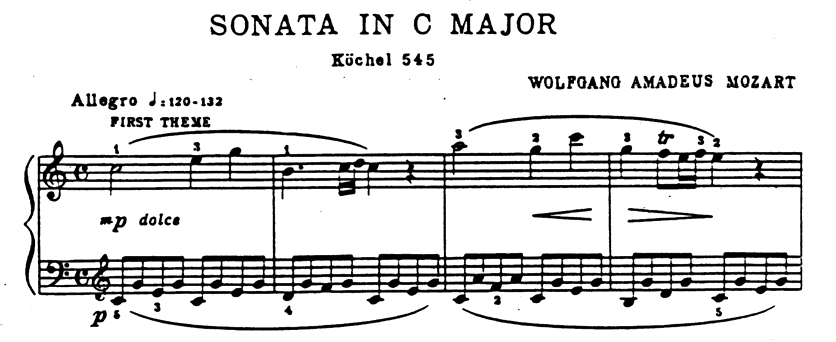 SONATA IN C MAJOR
Köchel 545
WOLFGANG AMADEUS MOZART
Allegro ♩:120-132
FIRST THEME
1 3 1 3 2 3 tr 3 2
mp dolce
p 5 3 4 2 5